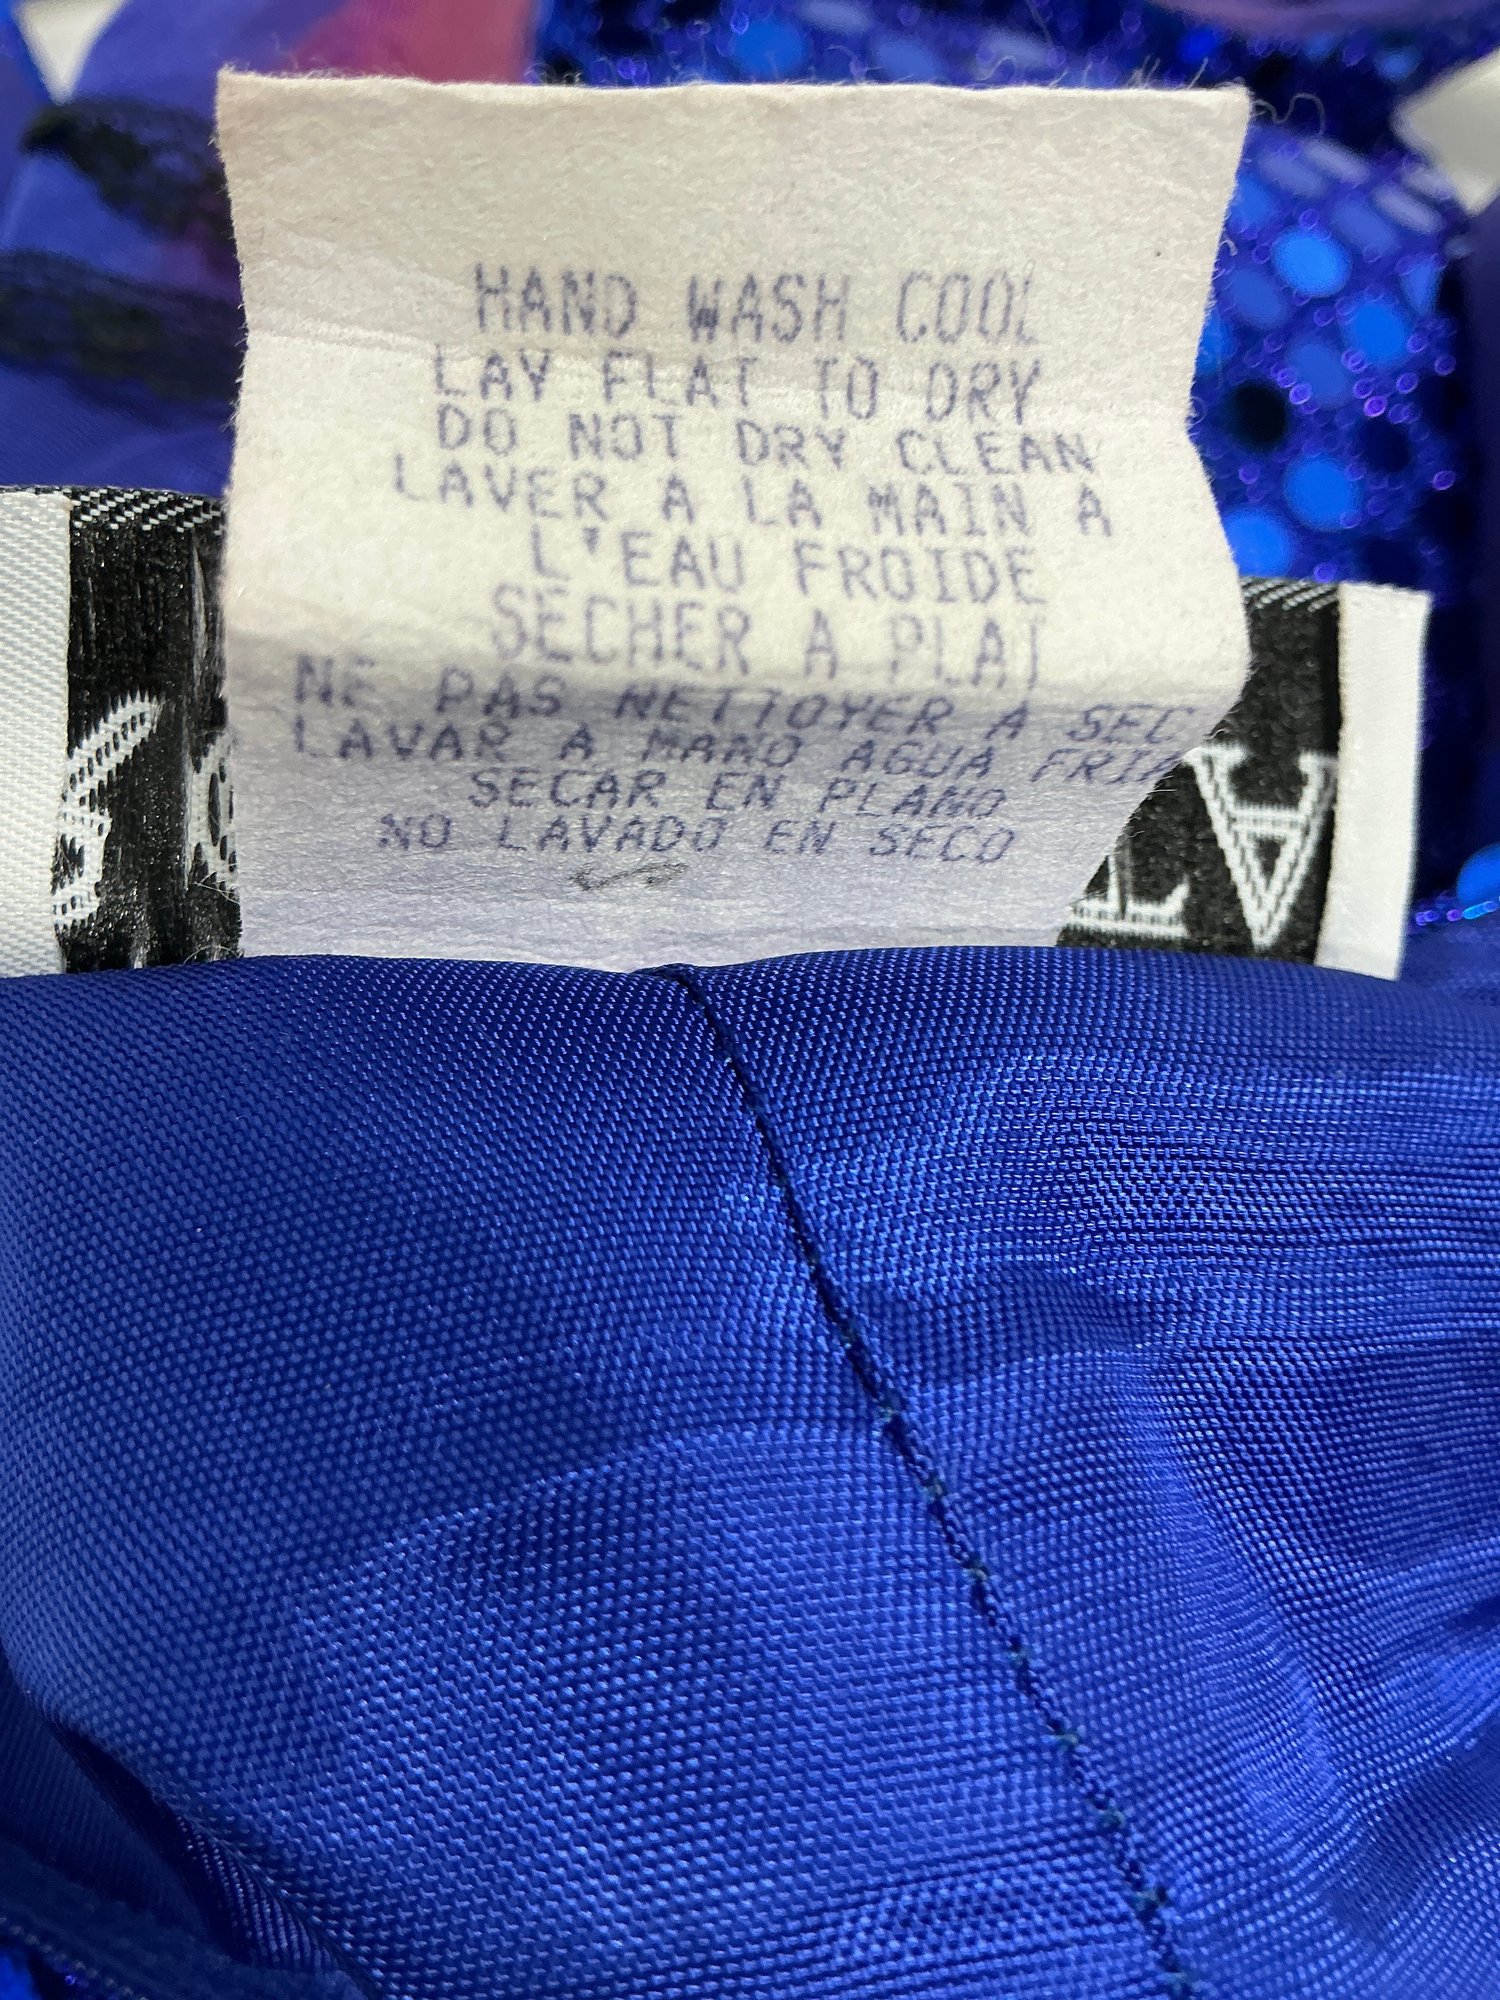 HAND WASH COOL
LAY FLAT TO DRY
DO NOT DRY CLEAN
LAVER A LA MAIN A
L'EAU FROIDE
SECHER A PLAT
NE PAS NETTOYER A SEC
LAVAR A MANO AGUA FRIA
SECAR EN PLANO
NO LAVADO EN SECO